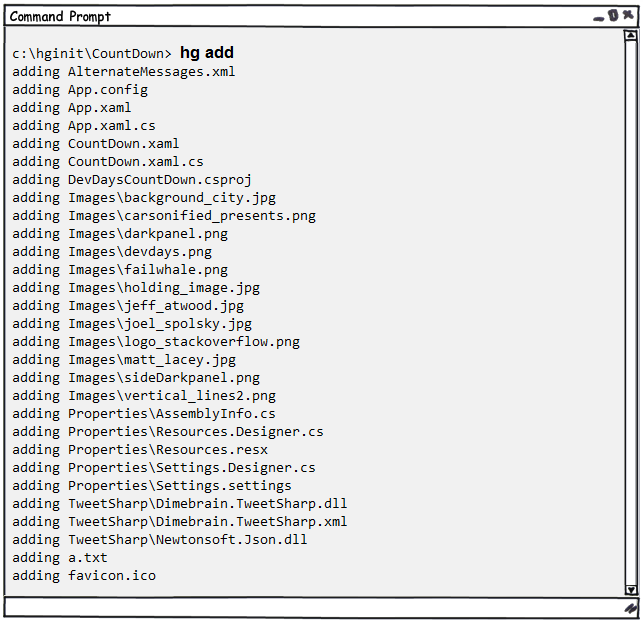 Command Prompt
c:\hginit\CountDown> hg add
adding AlternateMessages.xml
adding App.config
adding App.xaml
adding App.xaml.cs
adding CountDown.xaml
adding CountDown.xaml.cs
adding DevDaysCountDown.csproj
adding Images\background_city.jpg
adding Images\carsonified_presents.png
adding Images\darkpanel.png
adding Images\devdays.png
adding Images\failwhale.png
adding Images\holding_image.jpg
adding Images\jeff_atwood.jpg
adding Images\joel_spolsky.jpg
adding Images\logo_stackoverflow.png
adding Images\matt_lacey.jpg
adding Images\sideDarkpanel.png
adding Images\vertical_lines2.png
adding Properties\AssemblyInfo.cs
adding Properties\Resources.Designer.cs
adding Properties\Resources.resx
adding Properties\Settings.Designer.cs
adding Properties\Settings.settings
adding TweetSharp\Dimebrain.TweetSharp.dll
adding TweetSharp\Dimebrain.TweetSharp.xml
adding TweetSharp\Newtonsoft.Json.dll
adding a.txt
adding favicon.ico